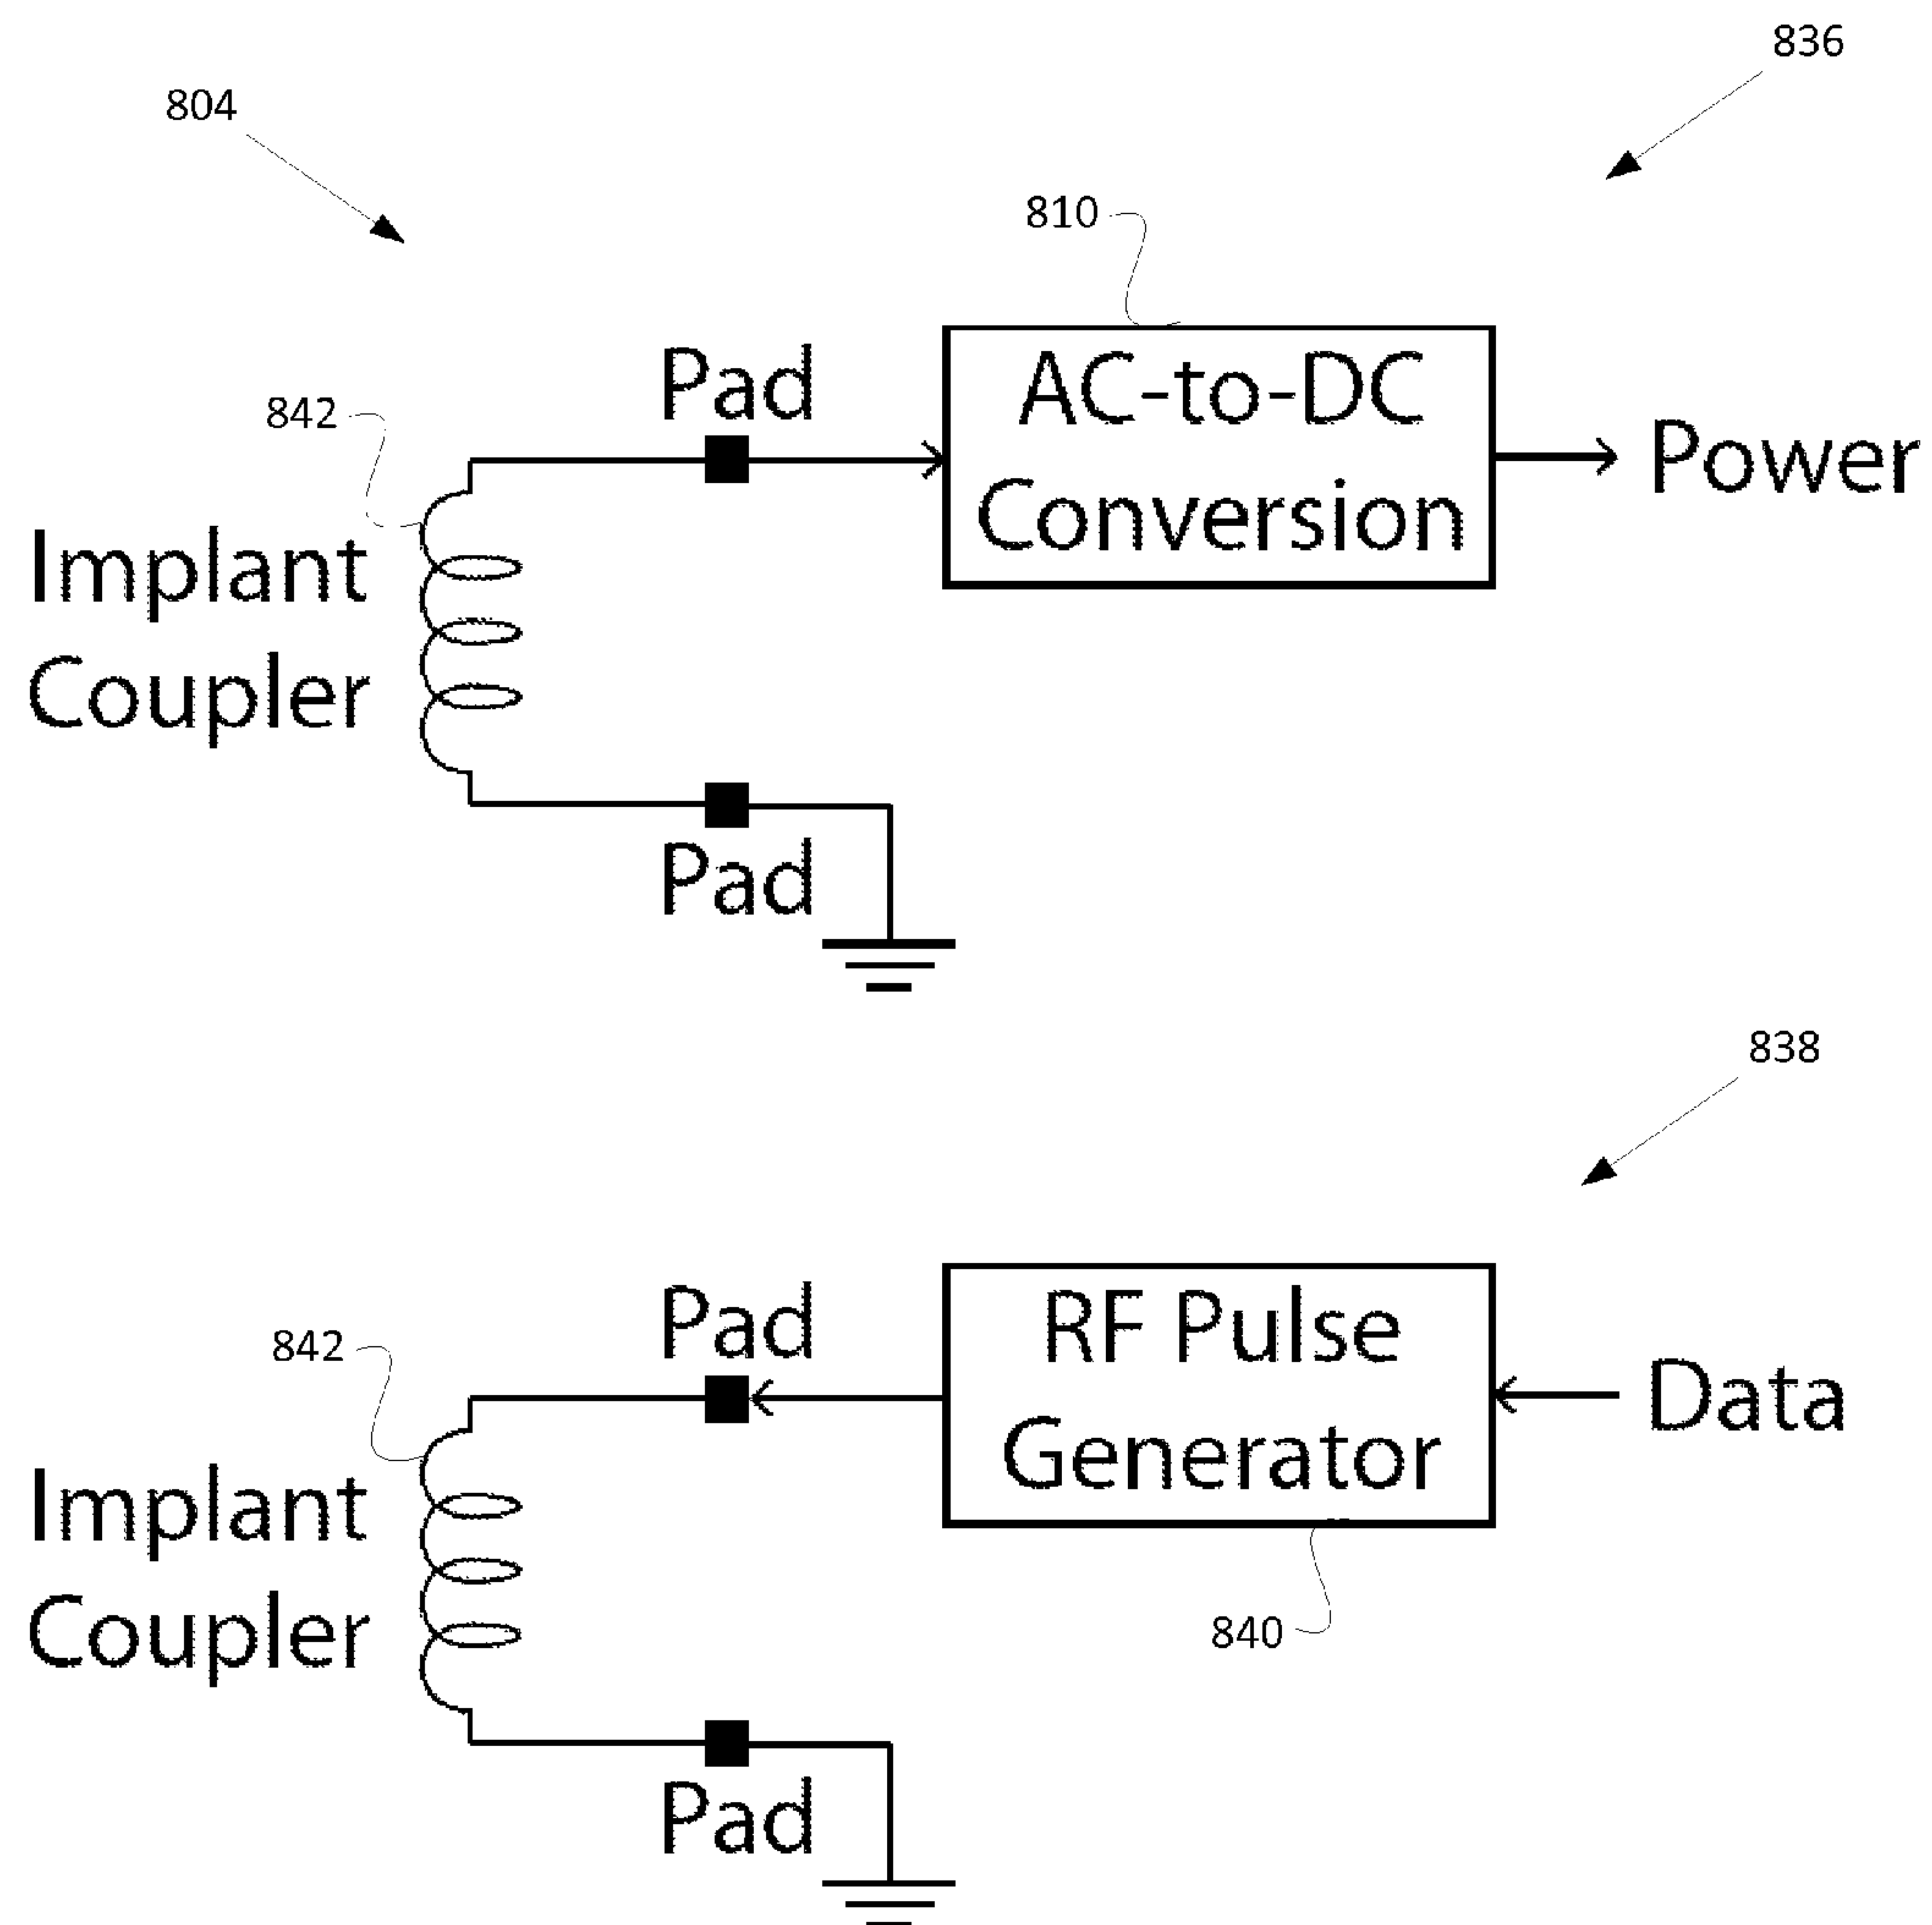 836
804
810
Pad
AC-to-DC
Conversion
842
Power
Implant
Coupler
Pad
838
Pad
RF Pulse
Generator
842
Data
Implant
Coupler
840
Pad